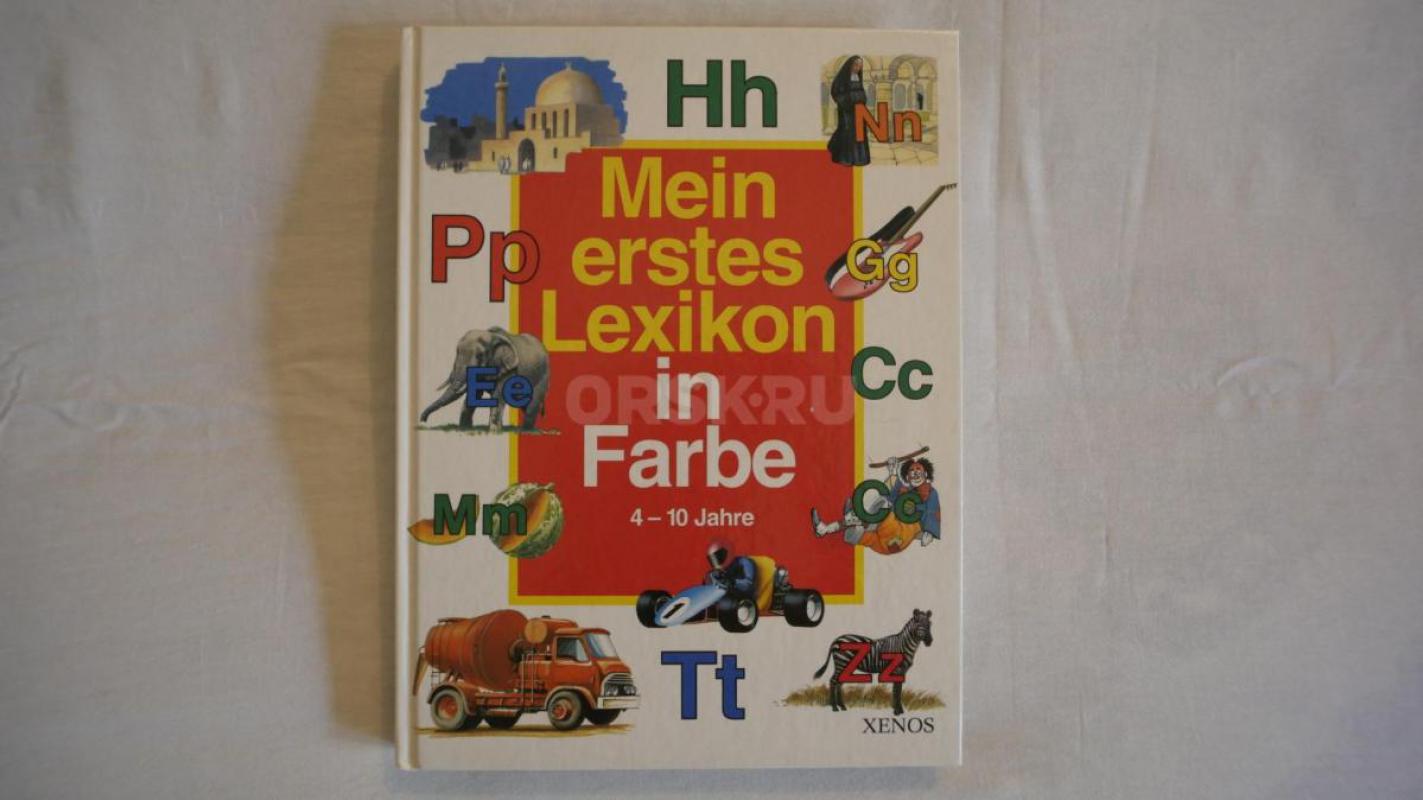 Hh
Nn
Mein
erstes
Lexikon
in
Farbe
4 – 10 Jahre
Pp
Gg
Ee
Cc
Mm
Cc
1
Tt
Zz
XENOS
ORSK.RU